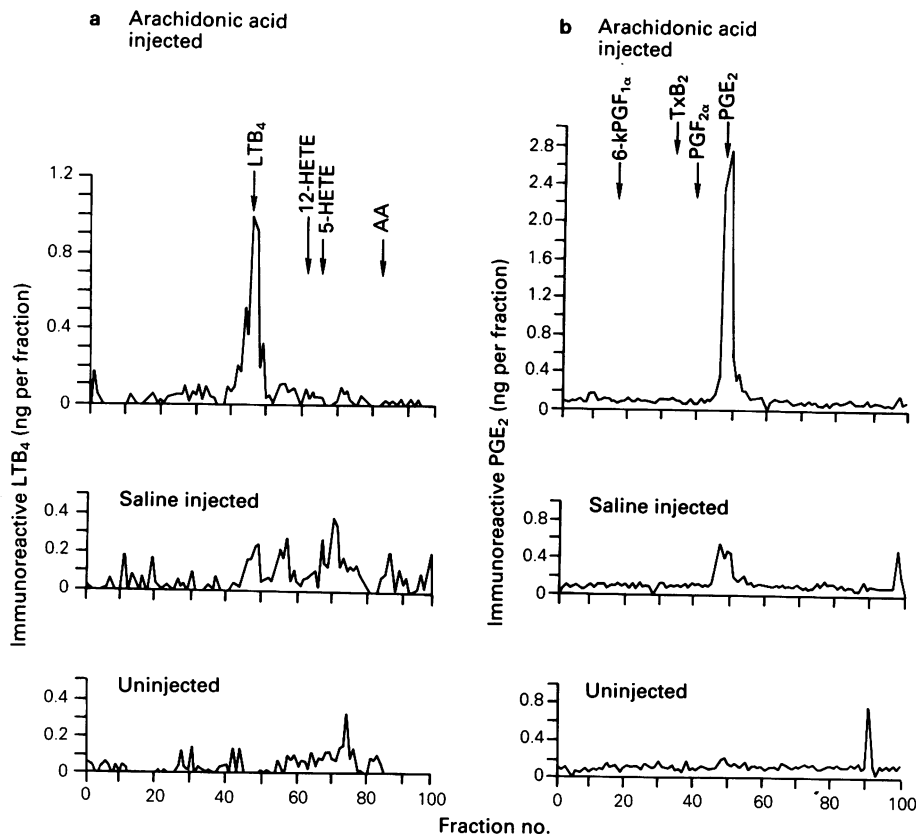 a Arachidonic acid
injected
LTB₄
12-HETE
5-HETE
AA
1.2
0.8
0.4
0
Saline injected
0.4
0.2
0
Uninjected
0.4
0.2
0
0 20 40 60 80 100
Immunoreactive LTB₄ (ng per fraction)
b Arachidonic acid
injected
6-kPGF₁α
TxB₂
PGF₂α
PGE₂
2.8
2.4
2.0
1.6
1.2
0.8
0.4
0
Saline injected
0.8
0.4
0
Uninjected
0.8
0.4
0
0 20 40 60 80 100
Immunoreactive PGE₂ (ng per fraction)
Fraction no.